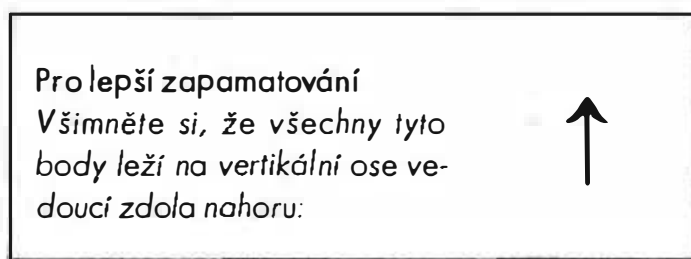 Pro lepší zapamatování
Všimněte si, že všechny tyto
body leží na vertikální ose ve-
doucí zdola nahoru: